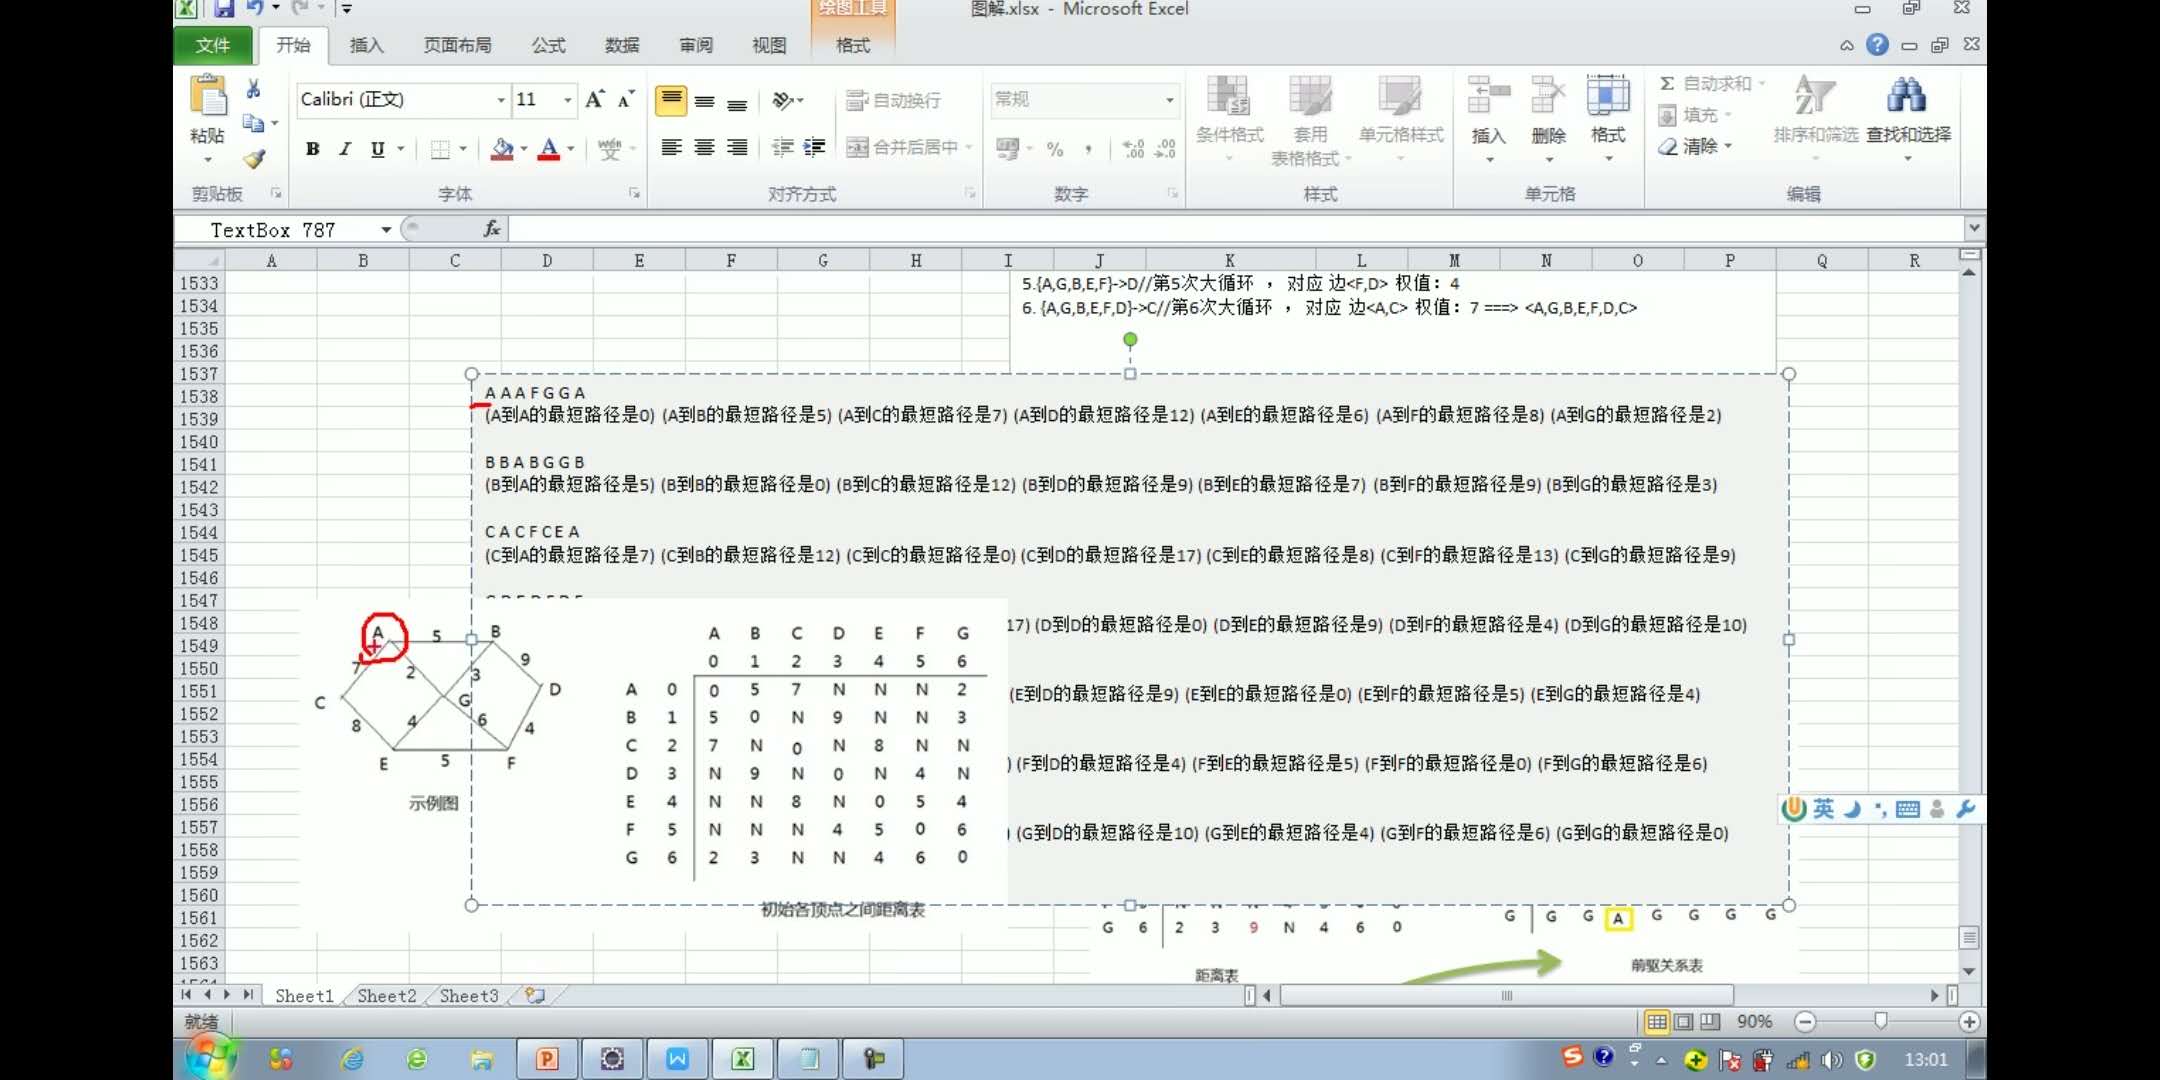 绘图工具
图解.xlsx - Microsoft Excel
文件 开始 插入 页面布局 公式 数据 审阅 视图 格式
Calibri (正文) 11
自动换行
常规
Σ 自动求和
填充
清除
粘贴
B I U
合并后居中
% ,
条件格式 套用表格格式 单元格样式 插入 删除 格式 排序和筛选 查找和选择
剪贴板 字体 对齐方式 数字 样式 单元格 编辑
TextBox 787 fx
A B C D E F G H I J K L M N O P Q R
1533
1534
1535
1536
1537
1538
1539
1540
1541
1542
1543
1544
1545
1546
1547
1548
1549
1550
1551
1552
1553
1554
1555
1556
1557
1558
1559
1560
1561
1562
1563
5.{A,G,B,E,F}->D//第5次大循环 , 对应 边<F,D> 权值: 4
6. {A,G,B,E,F,D}->C//第6次大循环 , 对应 边<A,C> 权值: 7 ===> <A,G,B,E,F,D,C>
A A A F G G A
(A到A的最短路径是0) (A到B的最短路径是5) (A到C的最短路径是7) (A到D的最短路径是12) (A到E的最短路径是6) (A到F的最短路径是8) (A到G的最短路径是2)
B B A B G G B
(B到A的最短路径是5) (B到B的最短路径是0) (B到C的最短路径是12) (B到D的最短路径是9) (B到E的最短路径是7) (B到F的最短路径是9) (B到G的最短路径是3)
C A C F C E A
(C到A的最短路径是7) (C到B的最短路径是12) (C到C的最短路径是0) (C到D的最短路径是17) (C到E的最短路径是8) (C到F的最短路径是13) (C到G的最短路径是9)
17) (D到D的最短路径是0) (D到E的最短路径是9) (D到F的最短路径是4) (D到G的最短路径是10)
(E到D的最短路径是9) (E到E的最短路径是0) (E到F的最短路径是5) (E到G的最短路径是4)
) (F到D的最短路径是4) (F到E的最短路径是5) (F到F的最短路径是0) (F到G的最短路径是6)
) (G到D的最短路径是10) (G到E的最短路径是4) (G到F的最短路径是6) (G到G的最短路径是0)
A 5 B
7 2 3 9
C G D
8 4 6 4
E 5 F
示例图
A B C D E F G
0 1 2 3 4 5 6
A 0 0 5 7 N N N 2
B 1 5 0 N 9 N N 3
C 2 7 N 0 N 8 N N
D 3 N 9 N 0 N 4 N
E 4 N N 8 N 0 5 4
F 5 N N N 4 5 0 6
G 6 2 3 N N 4 6 0
初始各顶点之间距离表
G 6 2 3 9 N 4 6 0
距离表
G G G A G G G G
前驱关系表
英
Sheet1 Sheet2 Sheet3
就绪
90%
13:01